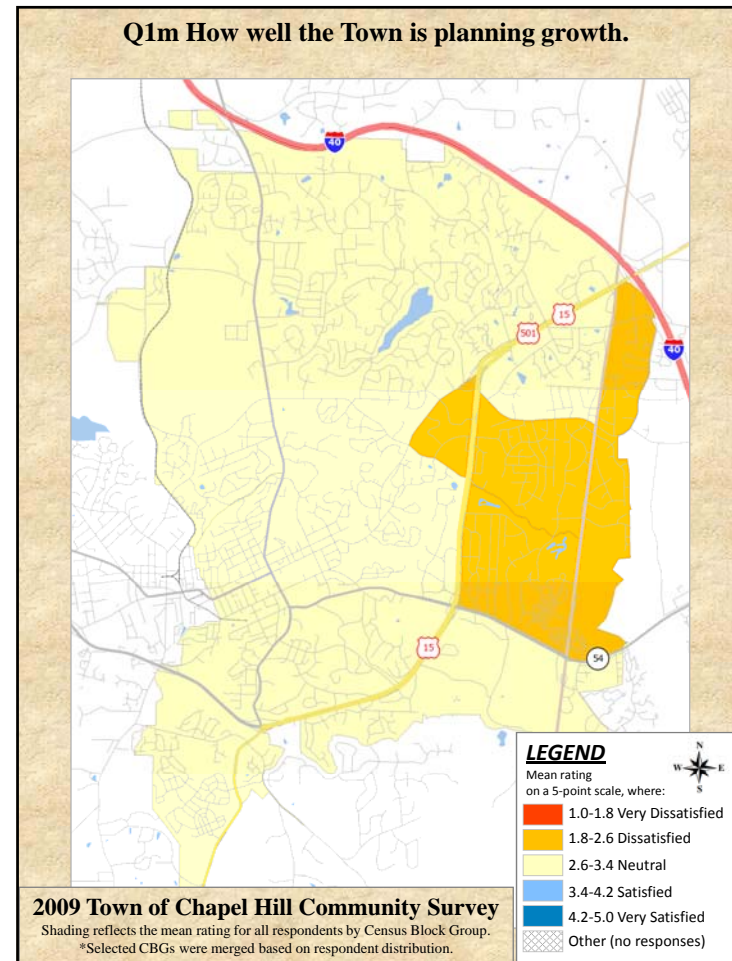 Q1m How well the Town is planning growth.
40
15
501
40
15
54
LEGEND
N
W E
S
Mean rating
on a 5-point scale, where:
1.0-1.8 Very Dissatisfied
1.8-2.6 Dissatisfied
2.6-3.4 Neutral
3.4-4.2 Satisfied
4.2-5.0 Very Satisfied
Other (no responses)
2009 Town of Chapel Hill Community Survey
Shading reflects the mean rating for all respondents by Census Block Group.
*Selected CBGs were merged based on respondent distribution.